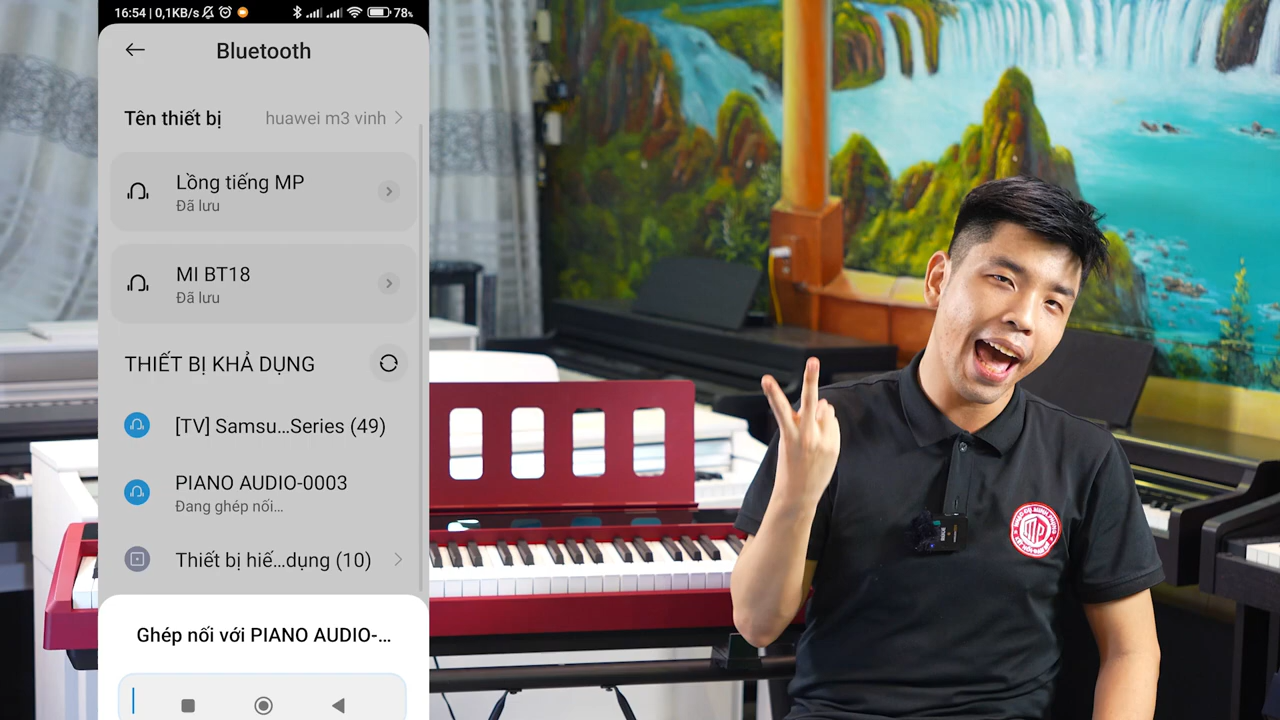 16:54 | 0,1KB/s
78%
Bluetooth
Tên thiết bị
huawei m3 vinh
Lồng tiếng MP
Đã lưu
MI BT18
Đã lưu
THIẾT BỊ KHẢ DỤNG
[TV] Samsu...Series (49)
PIANO AUDIO-0003
Đang ghép nối...
Thiết bị hiế...dụng (10)
Ghép nối với PIANO AUDIO-...